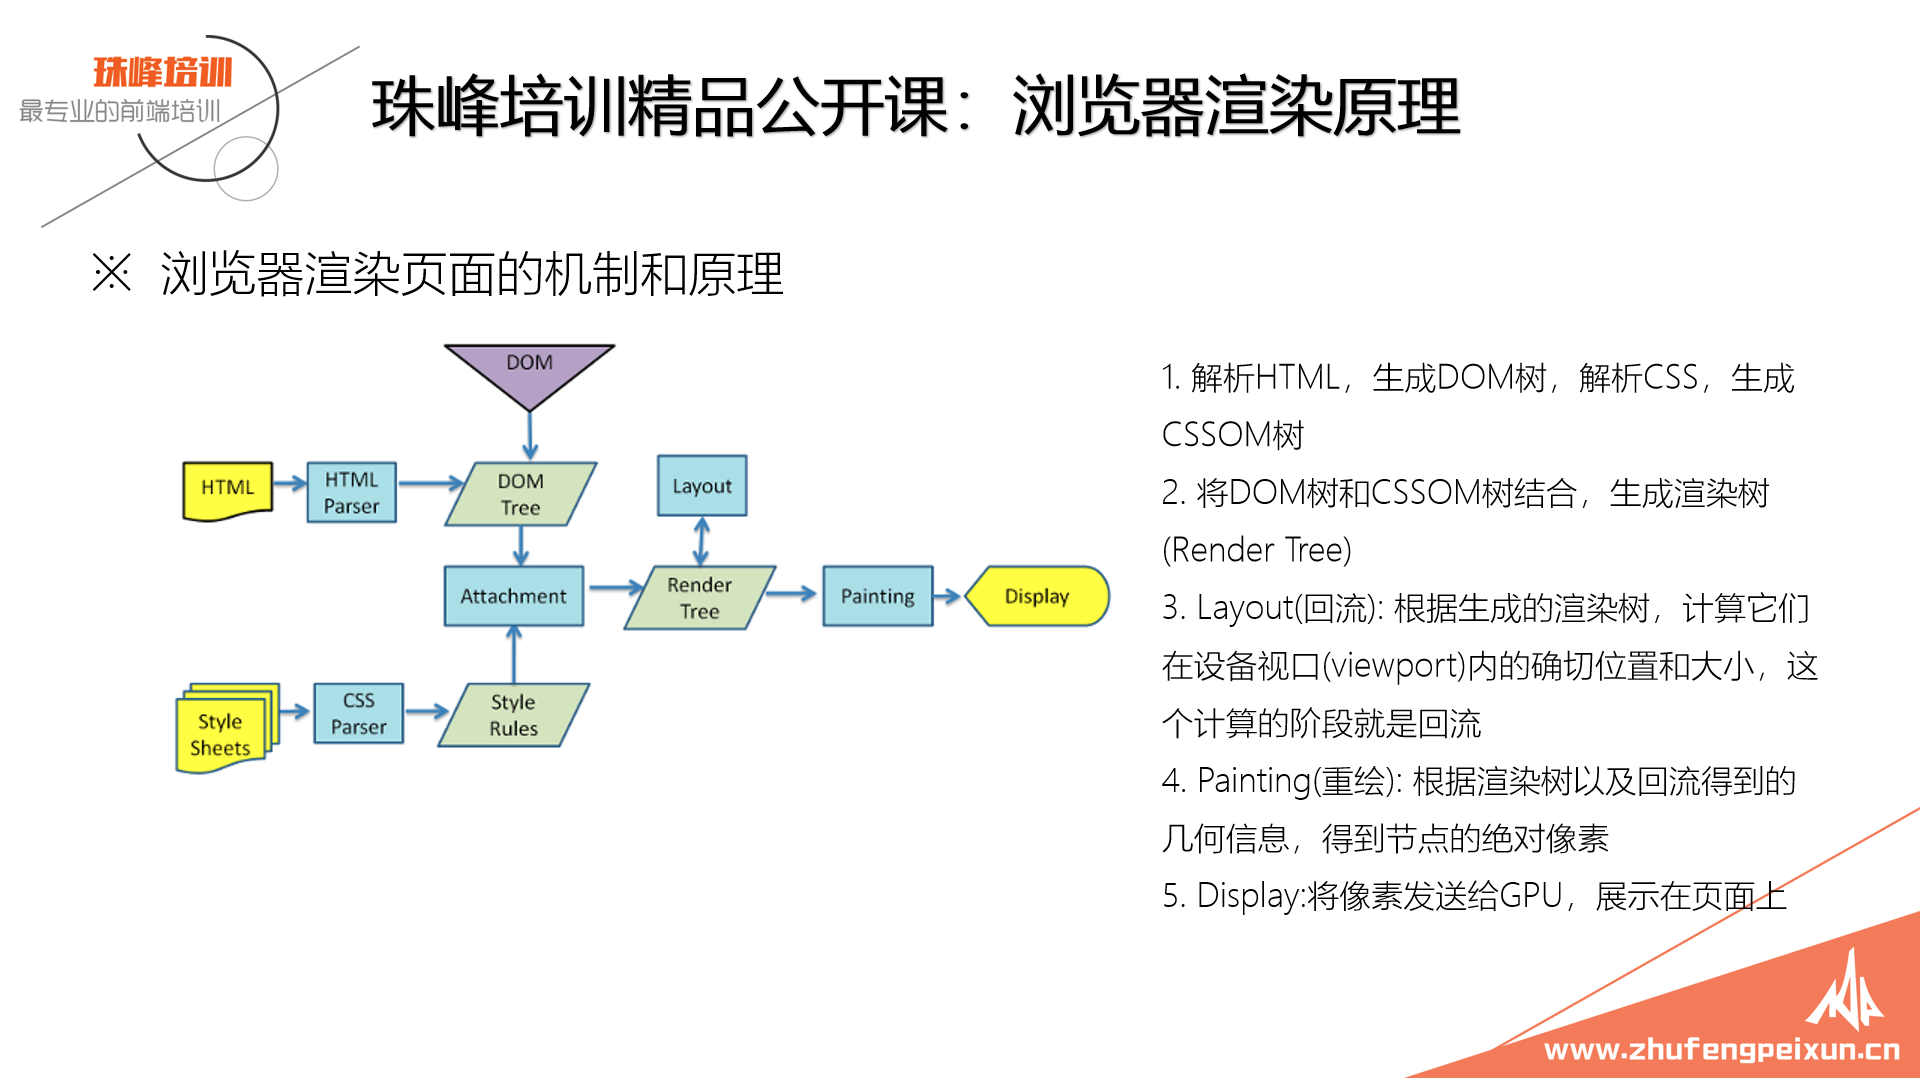 珠峰培训
最专业的前端培训
珠峰培训精品公开课：浏览器渲染原理
※ 浏览器渲染页面的机制和原理
DOM
HTML
HTML
Parser
DOM
Tree
Layout
Attachment
Render
Tree
Painting
Display
Style
Sheets
CSS
Parser
Style
Rules
1. 解析HTML，生成DOM树，解析CSS，生成
CSSOM树
2. 将DOM树和CSSOM树结合，生成渲染树
(Render Tree)
3. Layout(回流): 根据生成的渲染树，计算它们
在设备视口(viewport)内的确切位置和大小，这
个计算的阶段就是回流
4. Painting(重绘): 根据渲染树以及回流得到的
几何信息，得到节点的绝对像素
5. Display:将像素发送给GPU，展示在页面上
www.zhufengpeixun.cn